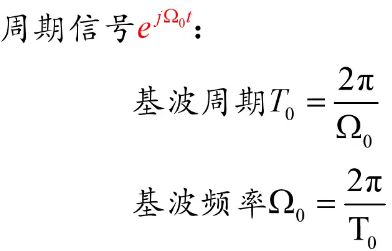 周期信号e^{jΩ₀t}:
基波周期T₀ = 2π/Ω₀
基波频率Ω₀ = 2π/T₀